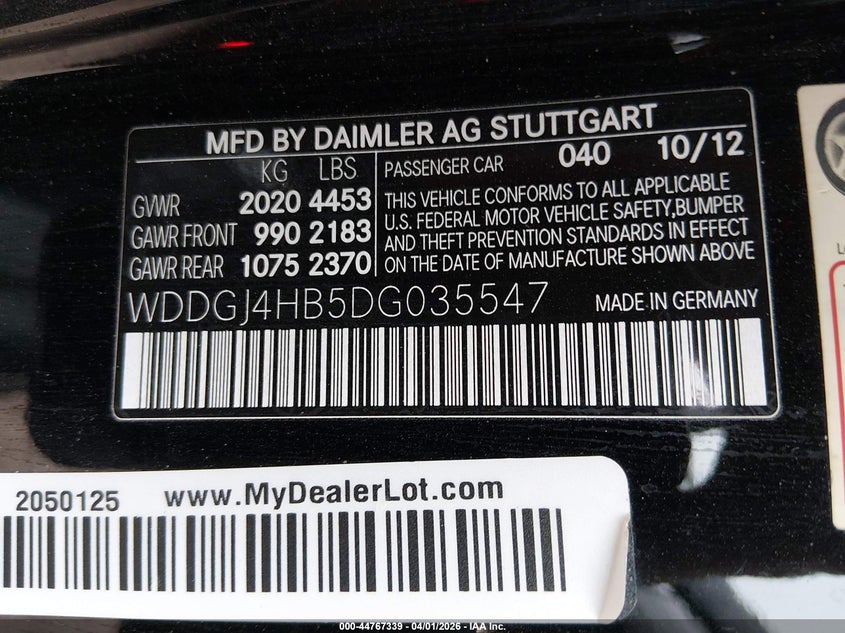 MFD BY DAIMLER AG STUTTGART
KG LBS
GVWR 2020 4453
GAWR FRONT 990 2183
GAWR REAR 1075 2370
PASSENGER CAR 040 10/12
THIS VEHICLE CONFORMS TO ALL APPLICABLE
U.S. FEDERAL MOTOR VEHICLE SAFETY,BUMPER
AND THEFT PREVENTION STANDARDS IN EFFECT
ON THE DATE OF MANUFACTURE SHOWN ABOVE
WDDGJ4HB5DG035547 MADE IN GERMANY
2050125 www.MyDealerLot.com
000-44767339 - 04/01/2026 - IAA Inc.